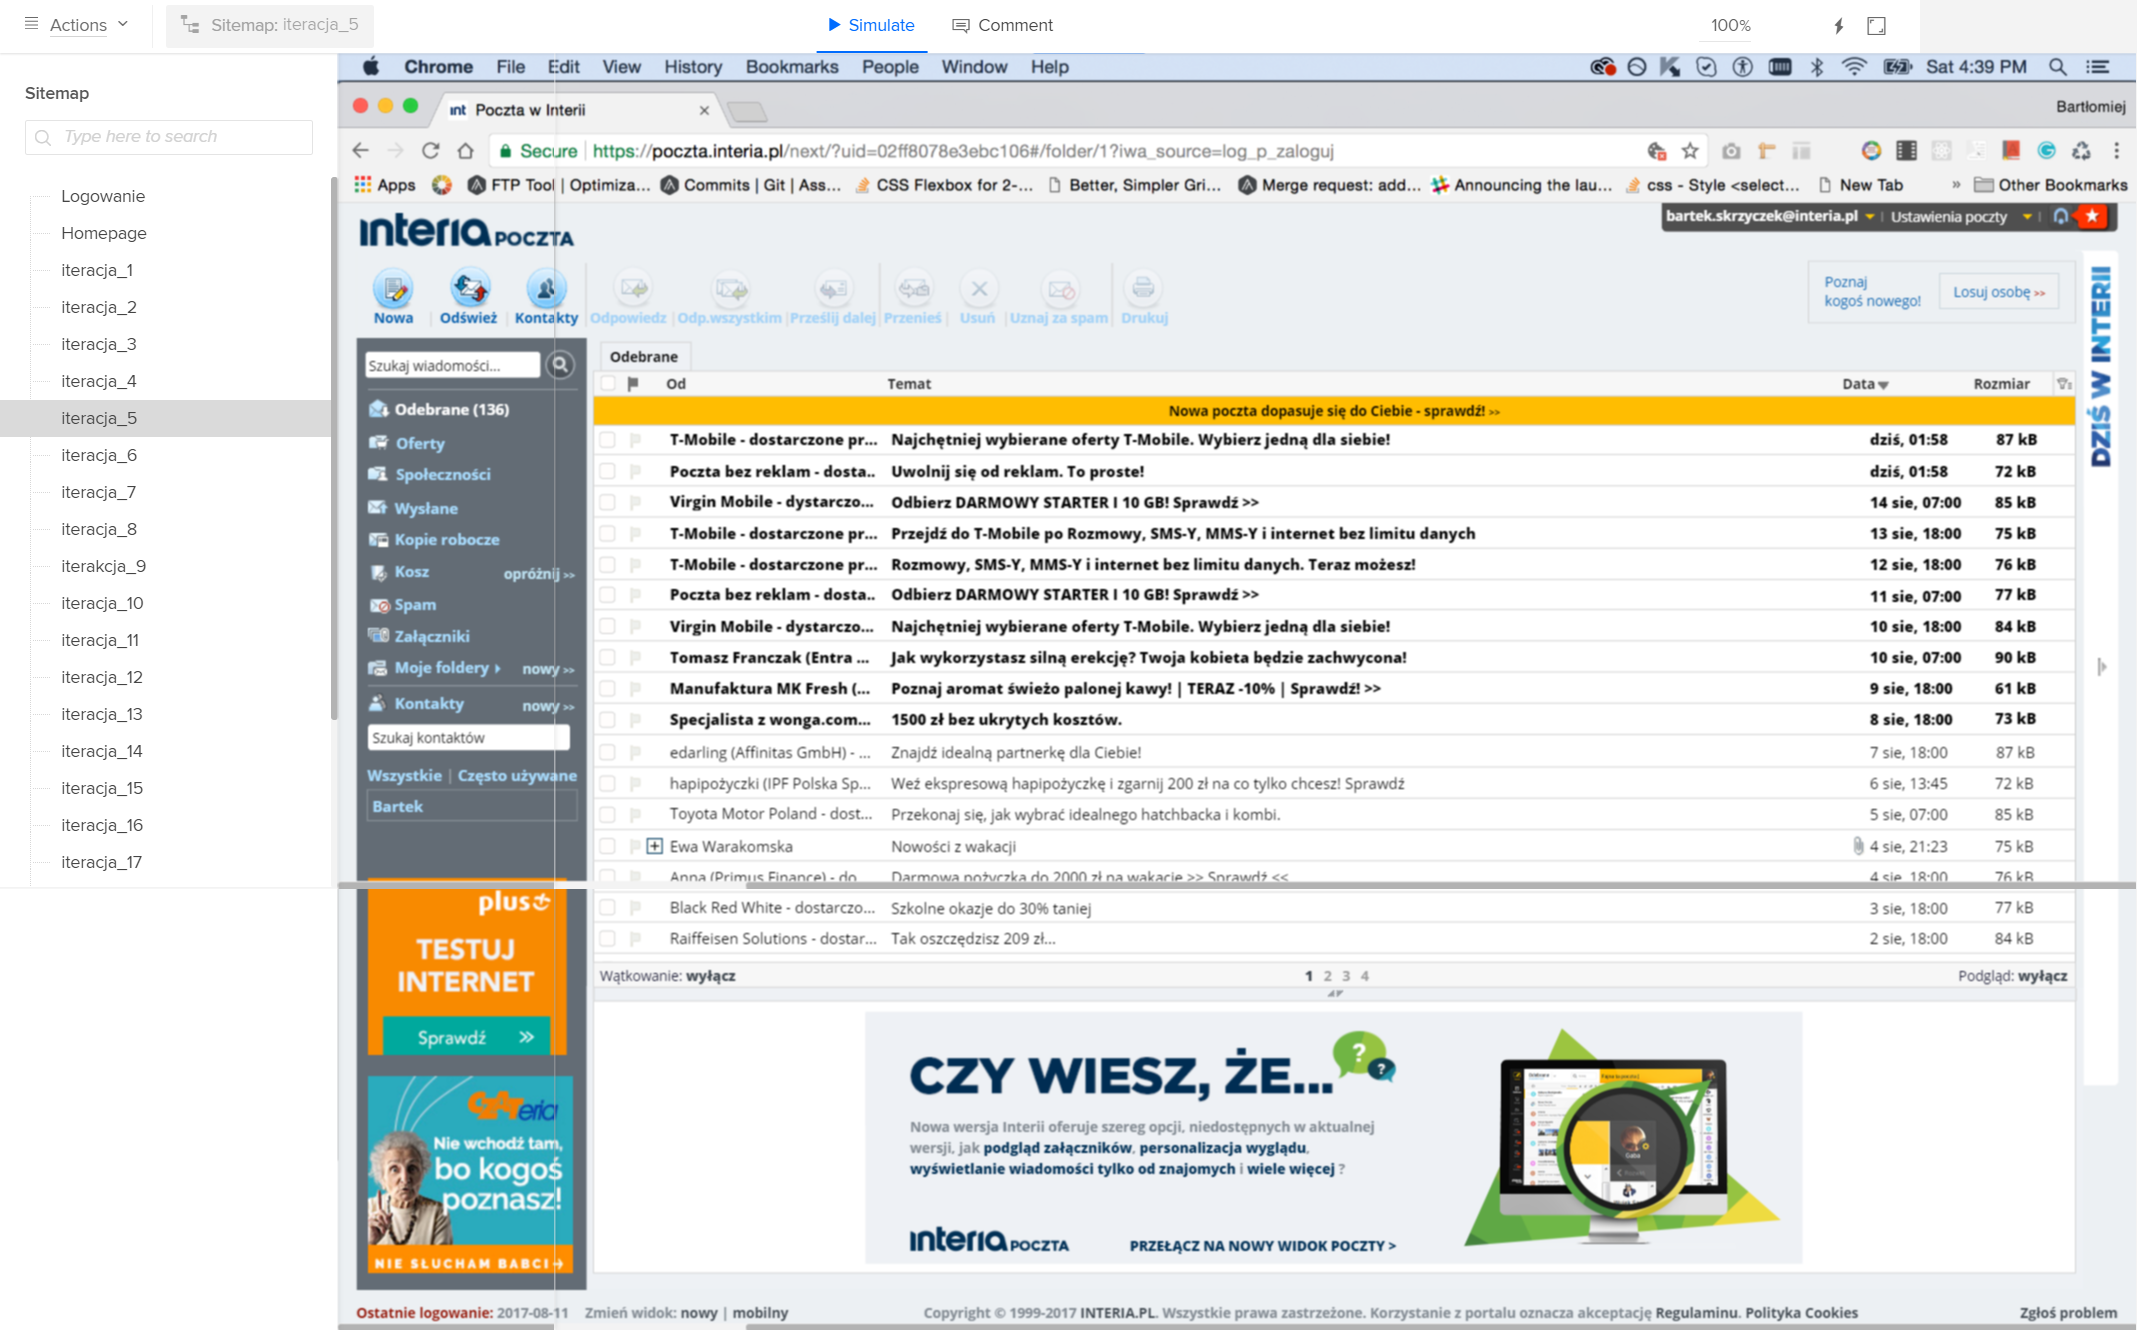 Actions
Sitemap: iteracja_5
Simulate
Comment
100%
Sitemap
Type here to search
Logowanie
Homepage
iteracja_1
iteracja_2
iteracja_3
iteracja_4
iteracja_5
iteracja_6
iteracja_7
iteracja_8
iterakcja_9
iteracja_10
iteracja_11
iteracja_12
iteracja_13
iteracja_14
iteracja_15
iteracja_16
iteracja_17
Chrome File Edit View History Bookmarks People Window Help
Sat 4:39 PM
int Poczta w Interii
Bartłomiej
Secure https://poczta.interia.pl/next/?uid=02ff8078e3ebc106#/folder/1?iwa_source=log_p_zaloguj
Apps FTP Tool | Optimiza... Commits | Git | Ass... CSS Flexbox for 2-... Better, Simpler Gri... Merge request: add... Announcing the lau... css - Style <select... New Tab » Other Bookmarks
interia POCZTA
bartek.skrzyczek@interia.pl | Ustawienia poczty
Nowa | Odśwież | Kontakty Odpowiedz | Odp.wszystkim | Prześlij dalej Przenieś | Usuń | Uznaj za spam Drukuj
Poznaj
kogoś nowego!
Losuj osobę >>
DZIŚ W INTERII
Szukaj wiadomości...
Odebrane (136)
Oferty
Społeczności
Wysłane
Kopie robocze
Kosz opróżnij >>
Spam
Załączniki
Moje foldery nowy >>
Kontakty nowy >>
Szukaj kontaktów
Wszystkie | Często używane
Bartek
plus
TESTUJ
INTERNET
Sprawdź »
czateria
Nie wchodź tam,
bo kogoś
poznasz!
NIE SŁUCHAM BABCI
Odebrane
Od Temat Data Rozmiar
Nowa poczta dopasuje się do Ciebie - sprawdź! >>
T-Mobile - dostarczone pr... Najchętniej wybierane oferty T-Mobile. Wybierz jedną dla siebie! dziś, 01:58 87 kB
Poczta bez reklam - dosta.. Uwolnij się od reklam. To proste! dziś, 01:58 72 kB
Virgin Mobile - dystarczo... Odbierz DARMOWY STARTER I 10 GB! Sprawdź >> 14 sie, 07:00 85 kB
T-Mobile - dostarczone pr... Przejdź do T-Mobile po Rozmowy, SMS-Y, MMS-Y i internet bez limitu danych 13 sie, 18:00 75 kB
T-Mobile - dostarczone pr... Rozmowy, SMS-Y, MMS-Y i internet bez limitu danych. Teraz możesz! 12 sie, 18:00 76 kB
Poczta bez reklam - dosta.. Odbierz DARMOWY STARTER I 10 GB! Sprawdź >> 11 sie, 07:00 77 kB
Virgin Mobile - dystarczo... Najchętniej wybierane oferty T-Mobile. Wybierz jedną dla siebie! 10 sie, 18:00 84 kB
Tomasz Franczak (Entra ... Jak wykorzystasz silną erekcję? Twoja kobieta będzie zachwycona! 10 sie, 07:00 90 kB
Manufaktura MK Fresh (... Poznaj aromat świeżo palonej kawy! | TERAZ -10% | Sprawdź! >> 9 sie, 18:00 61 kB
Specjalista z wonga.com... 1500 zł bez ukrytych kosztów. 8 sie, 18:00 73 kB
edarling (Affinitas GmbH) - ... Znajdź idealną partnerkę dla Ciebie! 7 sie, 18:00 87 kB
hapipożyczki (IPF Polska Sp... Weź ekspresową hapipożyczkę i zgarnij 200 zł na co tylko chcesz! Sprawdź 6 sie, 13:45 72 kB
Toyota Motor Poland - dost... Przekonaj się, jak wybrać idealnego hatchbacka i kombi. 5 sie, 07:00 85 kB
Ewa Warakomska Nowości z wakacji 4 sie, 21:23 75 kB
Anna (Primus Finance) - do Darmowa pożyczka do 2000 zł na wakacje >> Sprawdź << 4 sie, 18:00 76 kB
Black Red White - dostarczo... Szkolne okazje do 30% taniej 3 sie, 18:00 77 kB
Raiffeisen Solutions - dostar... Tak oszczędzisz 209 zł... 2 sie, 18:00 84 kB
Wątkowanie: wyłącz 1 2 3 4 Podgląd: wyłącz
CZY WIESZ, ŻE... ? ?
Nowa wersja Interii oferuje szereg opcji, niedostępnych w aktualnej
wersji, jak podgląd załączników, personalizacja wyglądu,
wyświetlanie wiadomości tylko od znajomych i wiele więcej ?
interia POCZTA PRZEŁĄCZ NA NOWY WIDOK POCZTY >
Ostatnie logowanie: 2017-08-11 Zmień widok: nowy | mobilny Copyright © 1999-2017 INTERIA.PL. Wszystkie prawa zastrzeżone. Korzystanie z portalu oznacza akceptację Regulaminu. Polityka Cookies Zgłoś problem